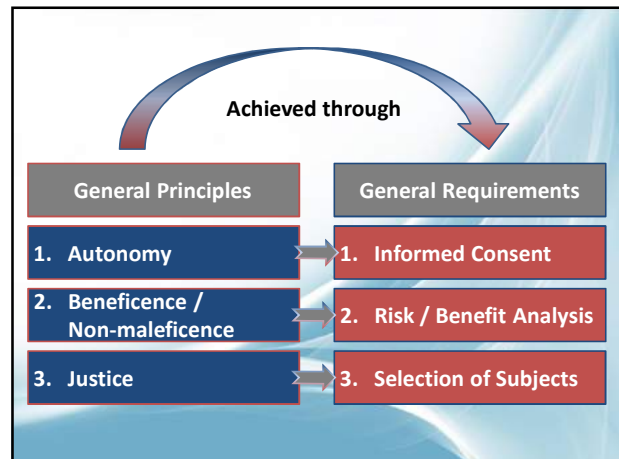 Achieved through
General Principles
General Requirements
1. Autonomy
1. Informed Consent
2. Beneficence /
Non-maleficence
2. Risk / Benefit Analysis
3. Justice
3. Selection of Subjects